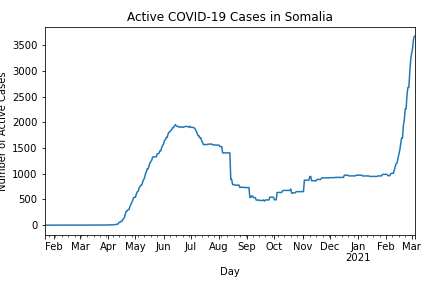 Active COVID-19 Cases in Somalia
Number of Active Cases
3500
3000
2500
2000
1500
1000
500
0
Feb Mar Apr May Jun Jul Aug Sep Oct Nov Dec Jan Feb Mar
2021
Day